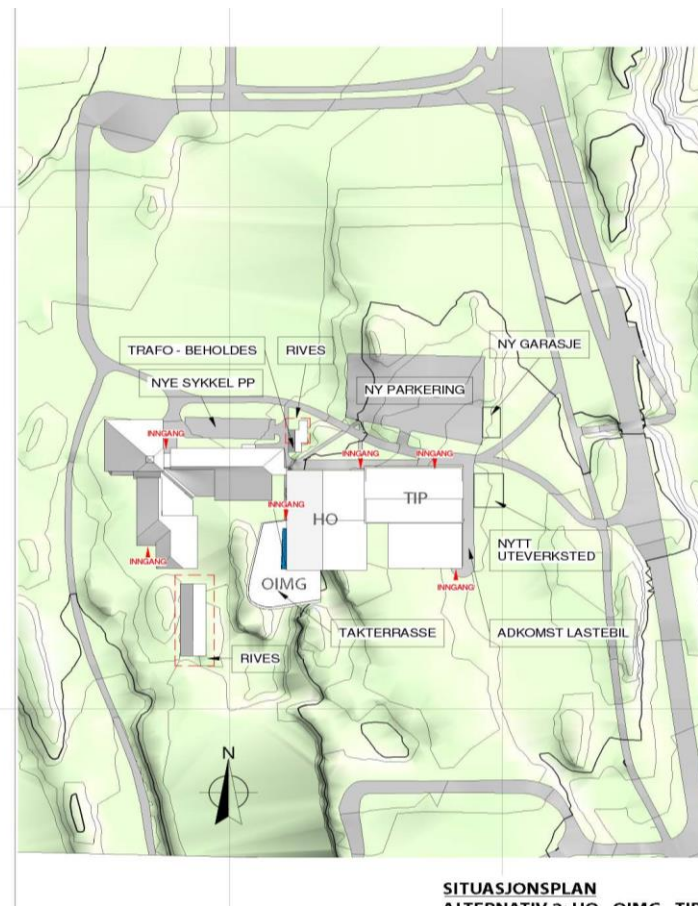 TRAFO - BEHOLDES
RIVES
NY GARASJE
NYE SYKKEL PP
NY PARKERING
INNGANG
INNGANG
INNGANG
TIP
INNGANG
HO
NYTT
UTEVERKSTED
INNGANG
OIMG
INNGANG
TAKTERRASSE
ADKOMST LASTEBIL
RIVES
N
SITUASJONSPLAN